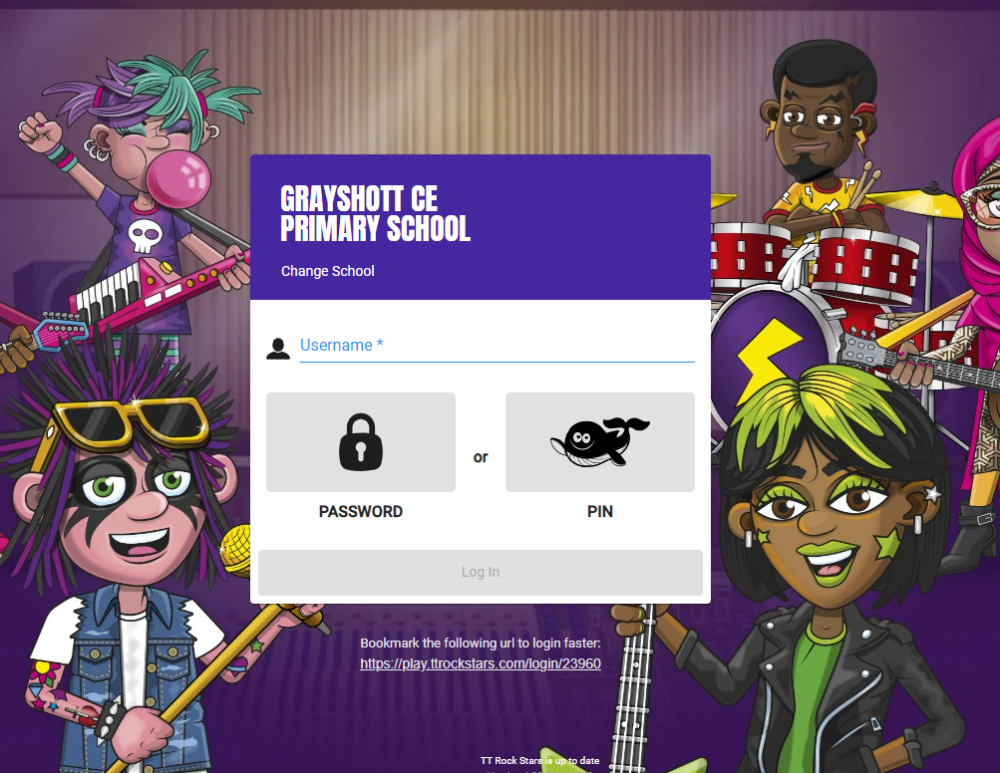 GRAYSHOTT CE
PRIMARY SCHOOL
Change School
Username *
or
PASSWORD
PIN
Log In
Bookmark the following url to login faster:
https://play.ttrockstars.com/login/23960
TT Rock Stars is up to date